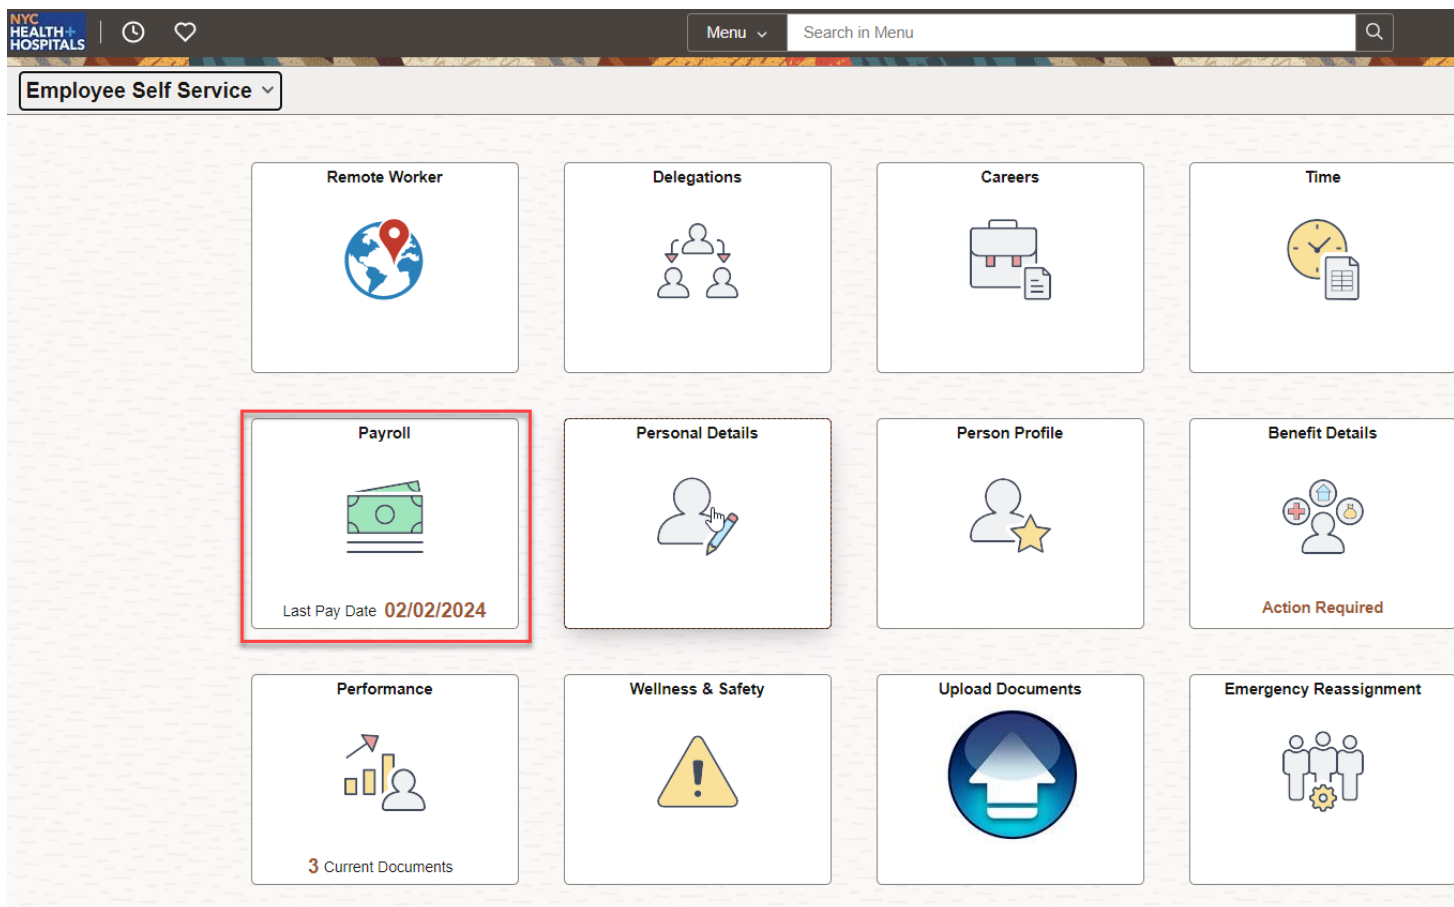 NYC
HEALTH+
HOSPITALS
Menu
Search in Menu
Employee Self Service
Remote Worker
Delegations
Careers
Time
Payroll
Last Pay Date 02/02/2024
Personal Details
Person Profile
Benefit Details
Action Required
Performance
3 Current Documents
Wellness & Safety
Upload Documents
Emergency Reassignment